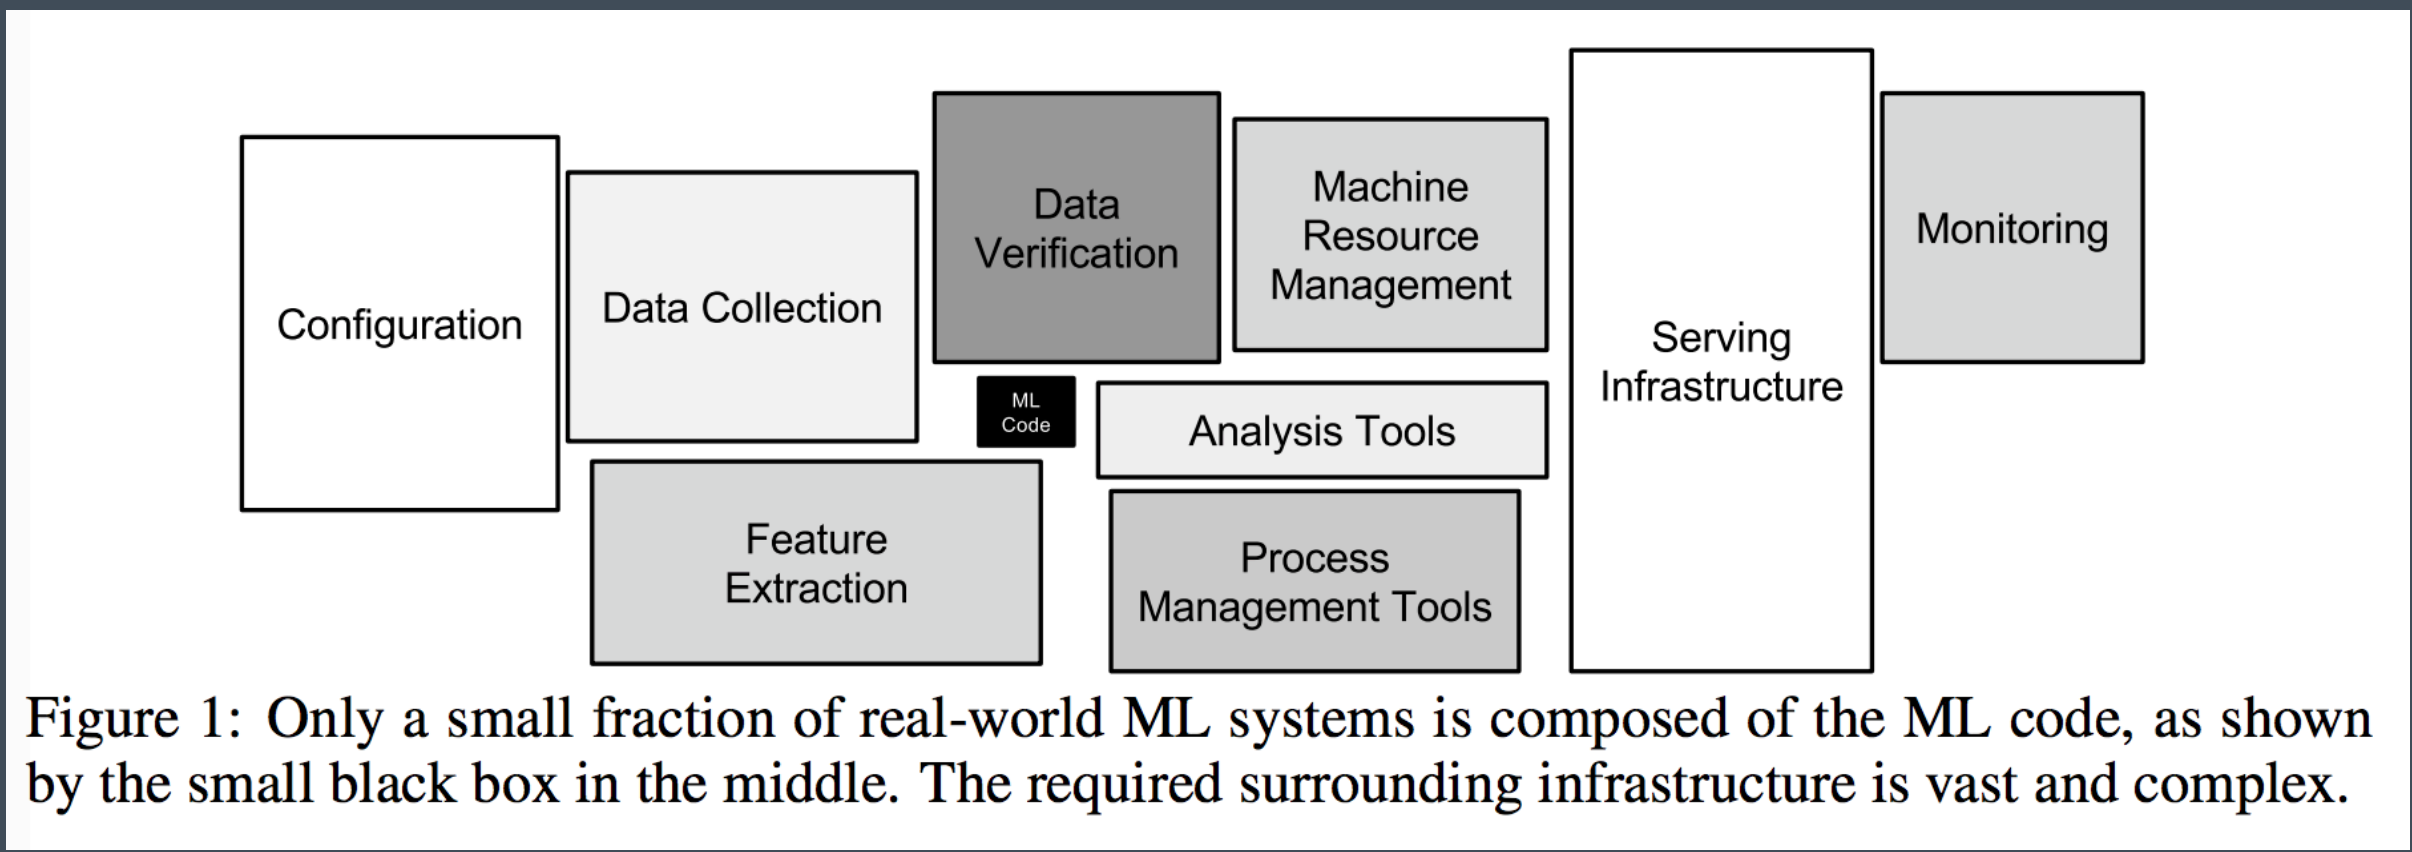 Configuration
Data Collection
Data
Verification
Machine
Resource
Management
Serving
Infrastructure
Monitoring
ML
Code
Analysis Tools
Feature
Extraction
Process
Management Tools
Figure 1: Only a small fraction of real-world ML systems is composed of the ML code, as shown
by the small black box in the middle. The required surrounding infrastructure is vast and complex.